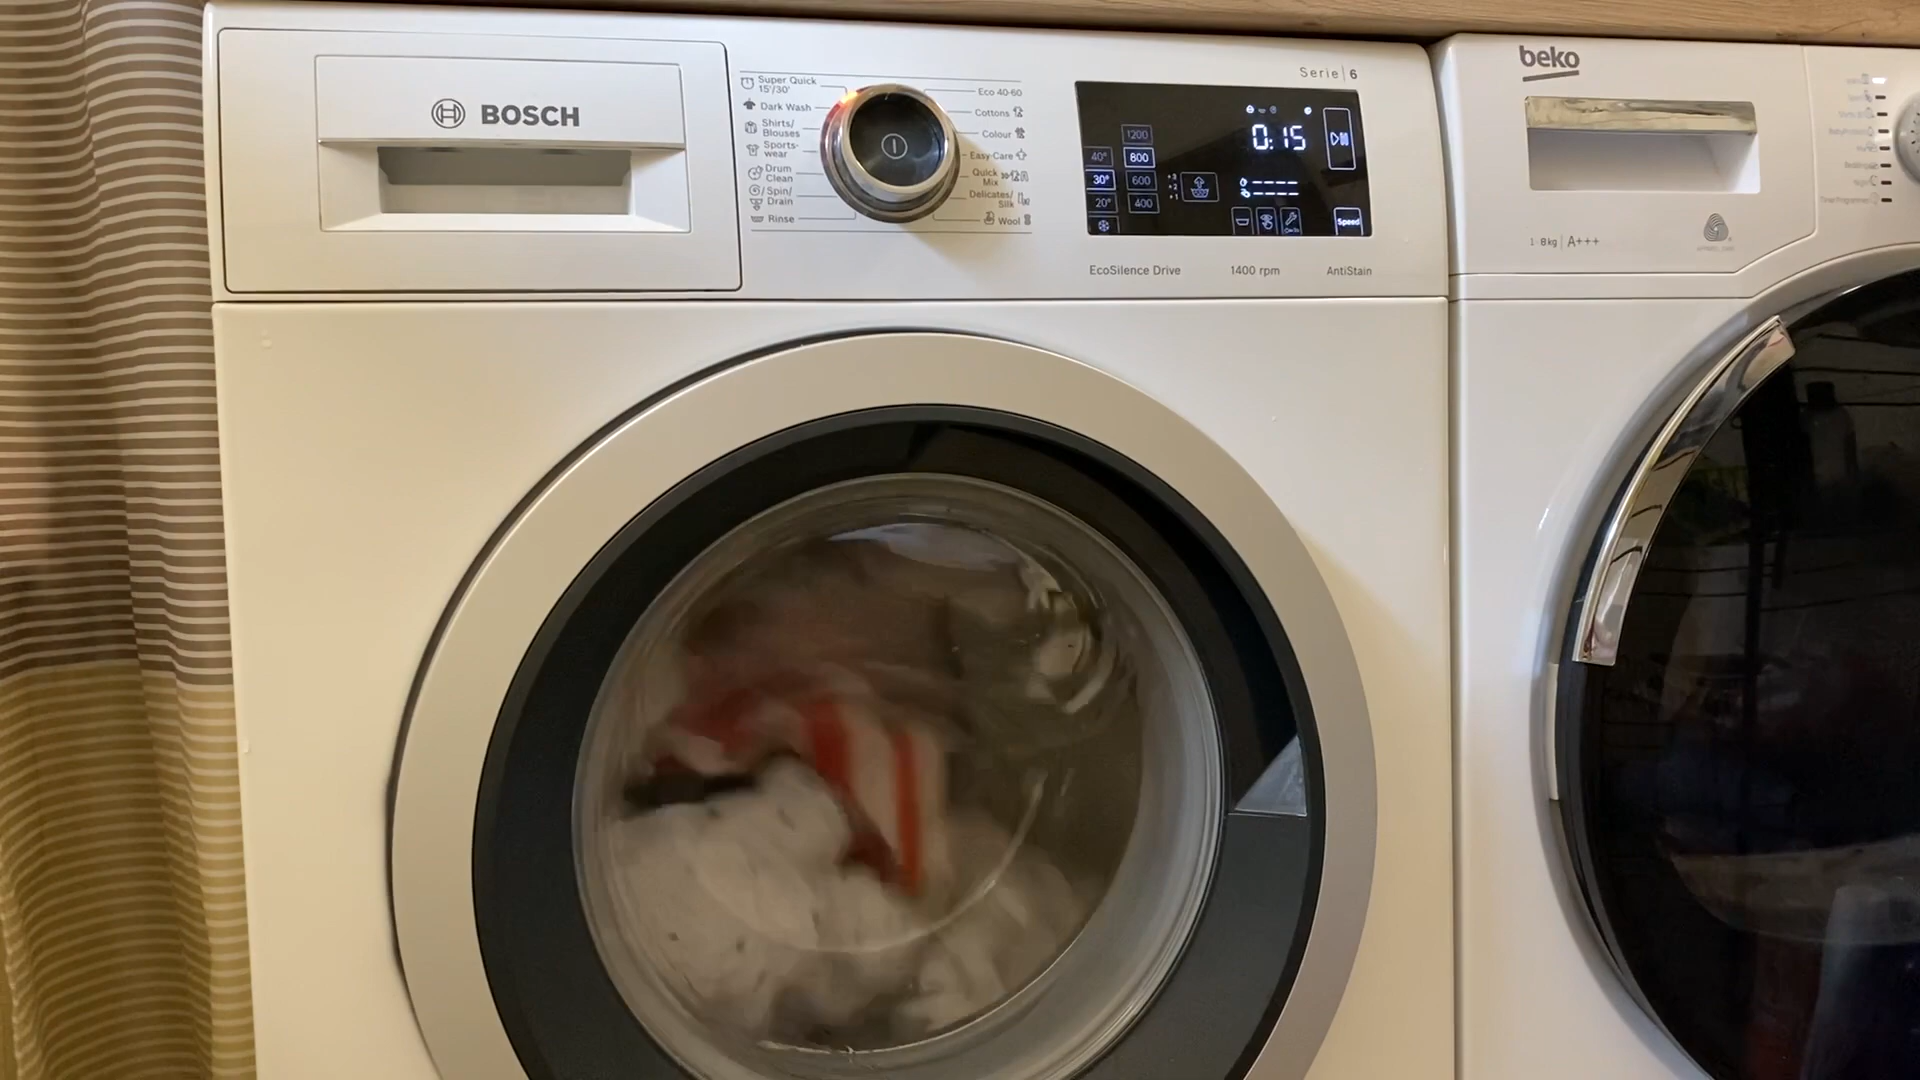 BOSCH
Super Quick
15'/30'
Dark Wash
Shirts/
Blouses
Sports-
wear
Drum
Clean
Spin/
Drain
Rinse
Eco 40-60
Cottons
Colour
Easy-Care
Quick
Mix
Delicates/
Silk
Wool
Serie | 6
1200
40° 800
30° 600
20° 400
0:15
Speed
EcoSilence Drive 1400 rpm AntiStain
beko
A+++